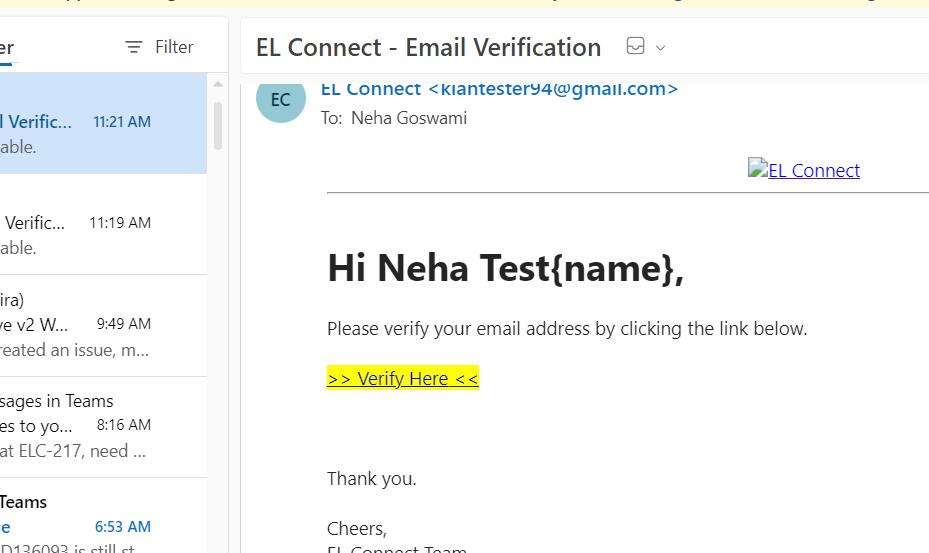 er
Filter
l Verific... 11:21 AM
able.
Verific... 11:19 AM
able.
ira)
ve v2 W... 9:49 AM
reated an issue, m...
sages in Teams
es to yo... 8:16 AM
at ELC-217, need ...
Teams
e 6:53 AM
D136093 is still st
EL Connect - Email Verification
EC
EL Connect <kiantester94@gmail.com>
To: Neha Goswami
EL Connect
Hi Neha Test{name},
Please verify your email address by clicking the link below.
>> Verify Here <<
Thank you.
Cheers,
EL Connect Team